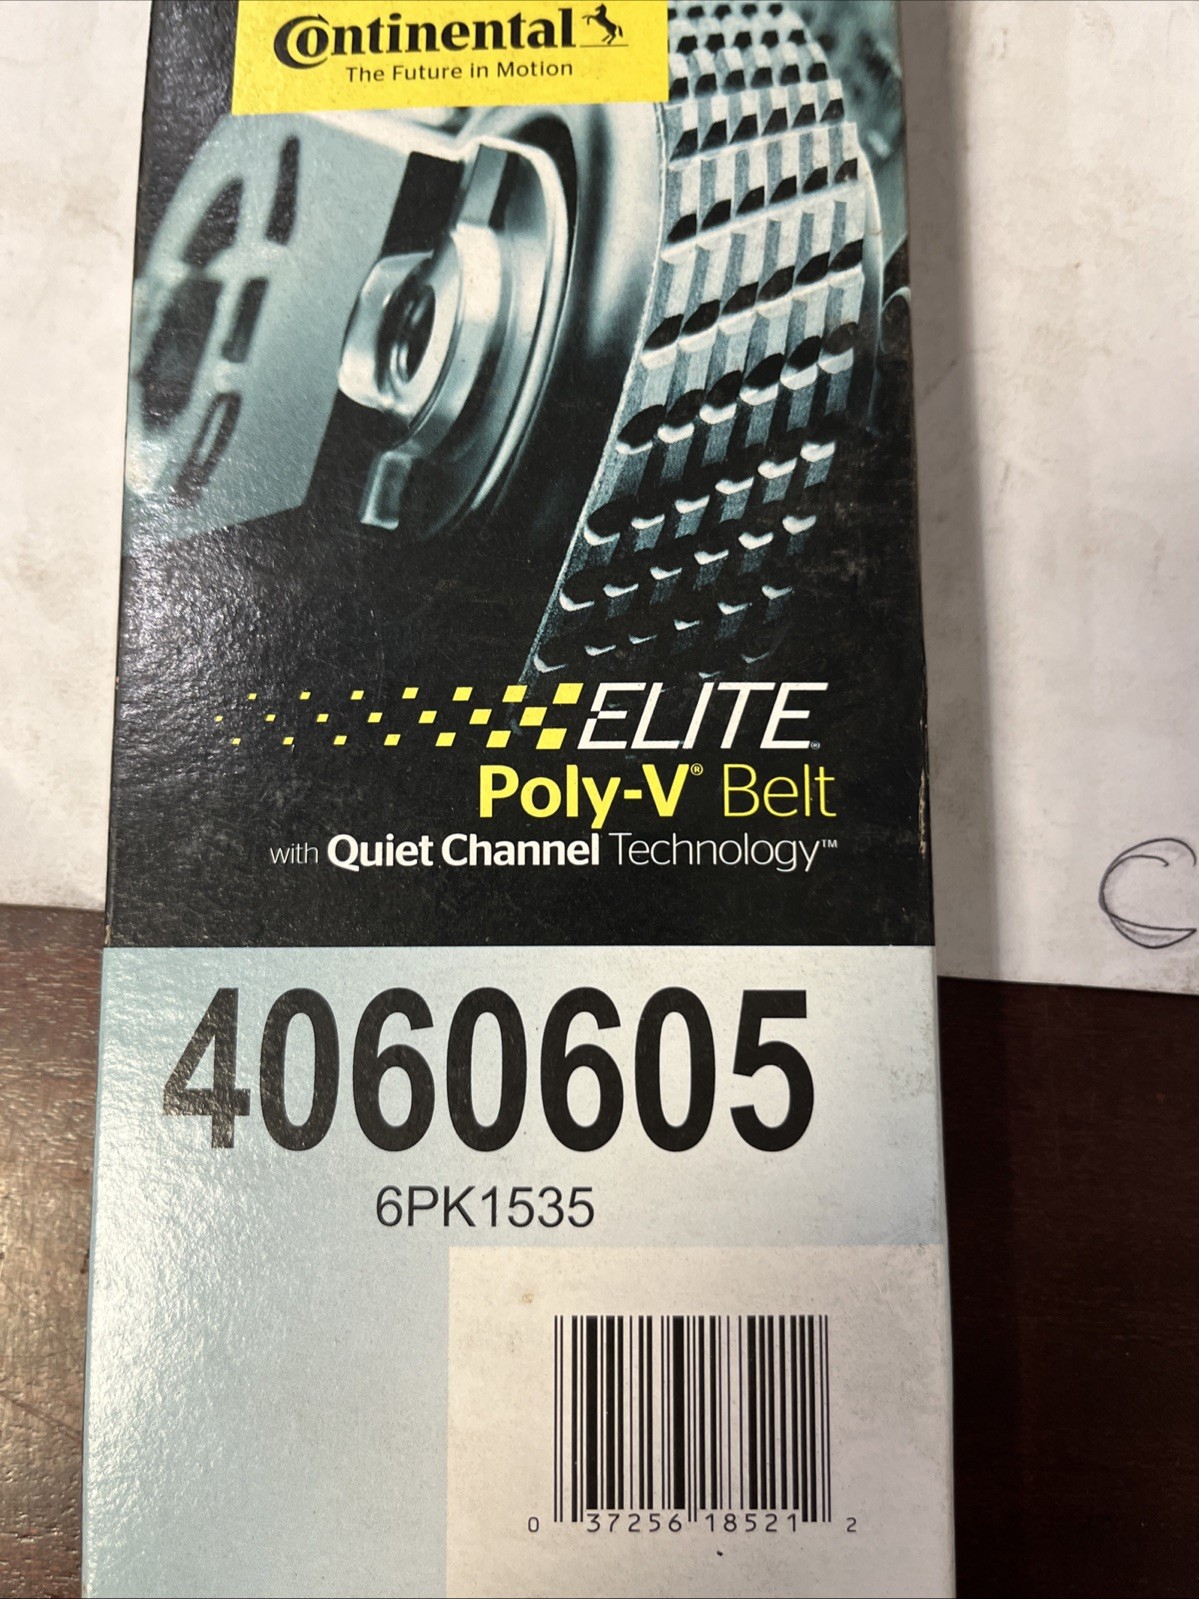 Continental
The Future in Motion
ELITE®
Poly-V® Belt
with Quiet Channel Technology™
4060605
6PK1535
0 37256 18521 2
C